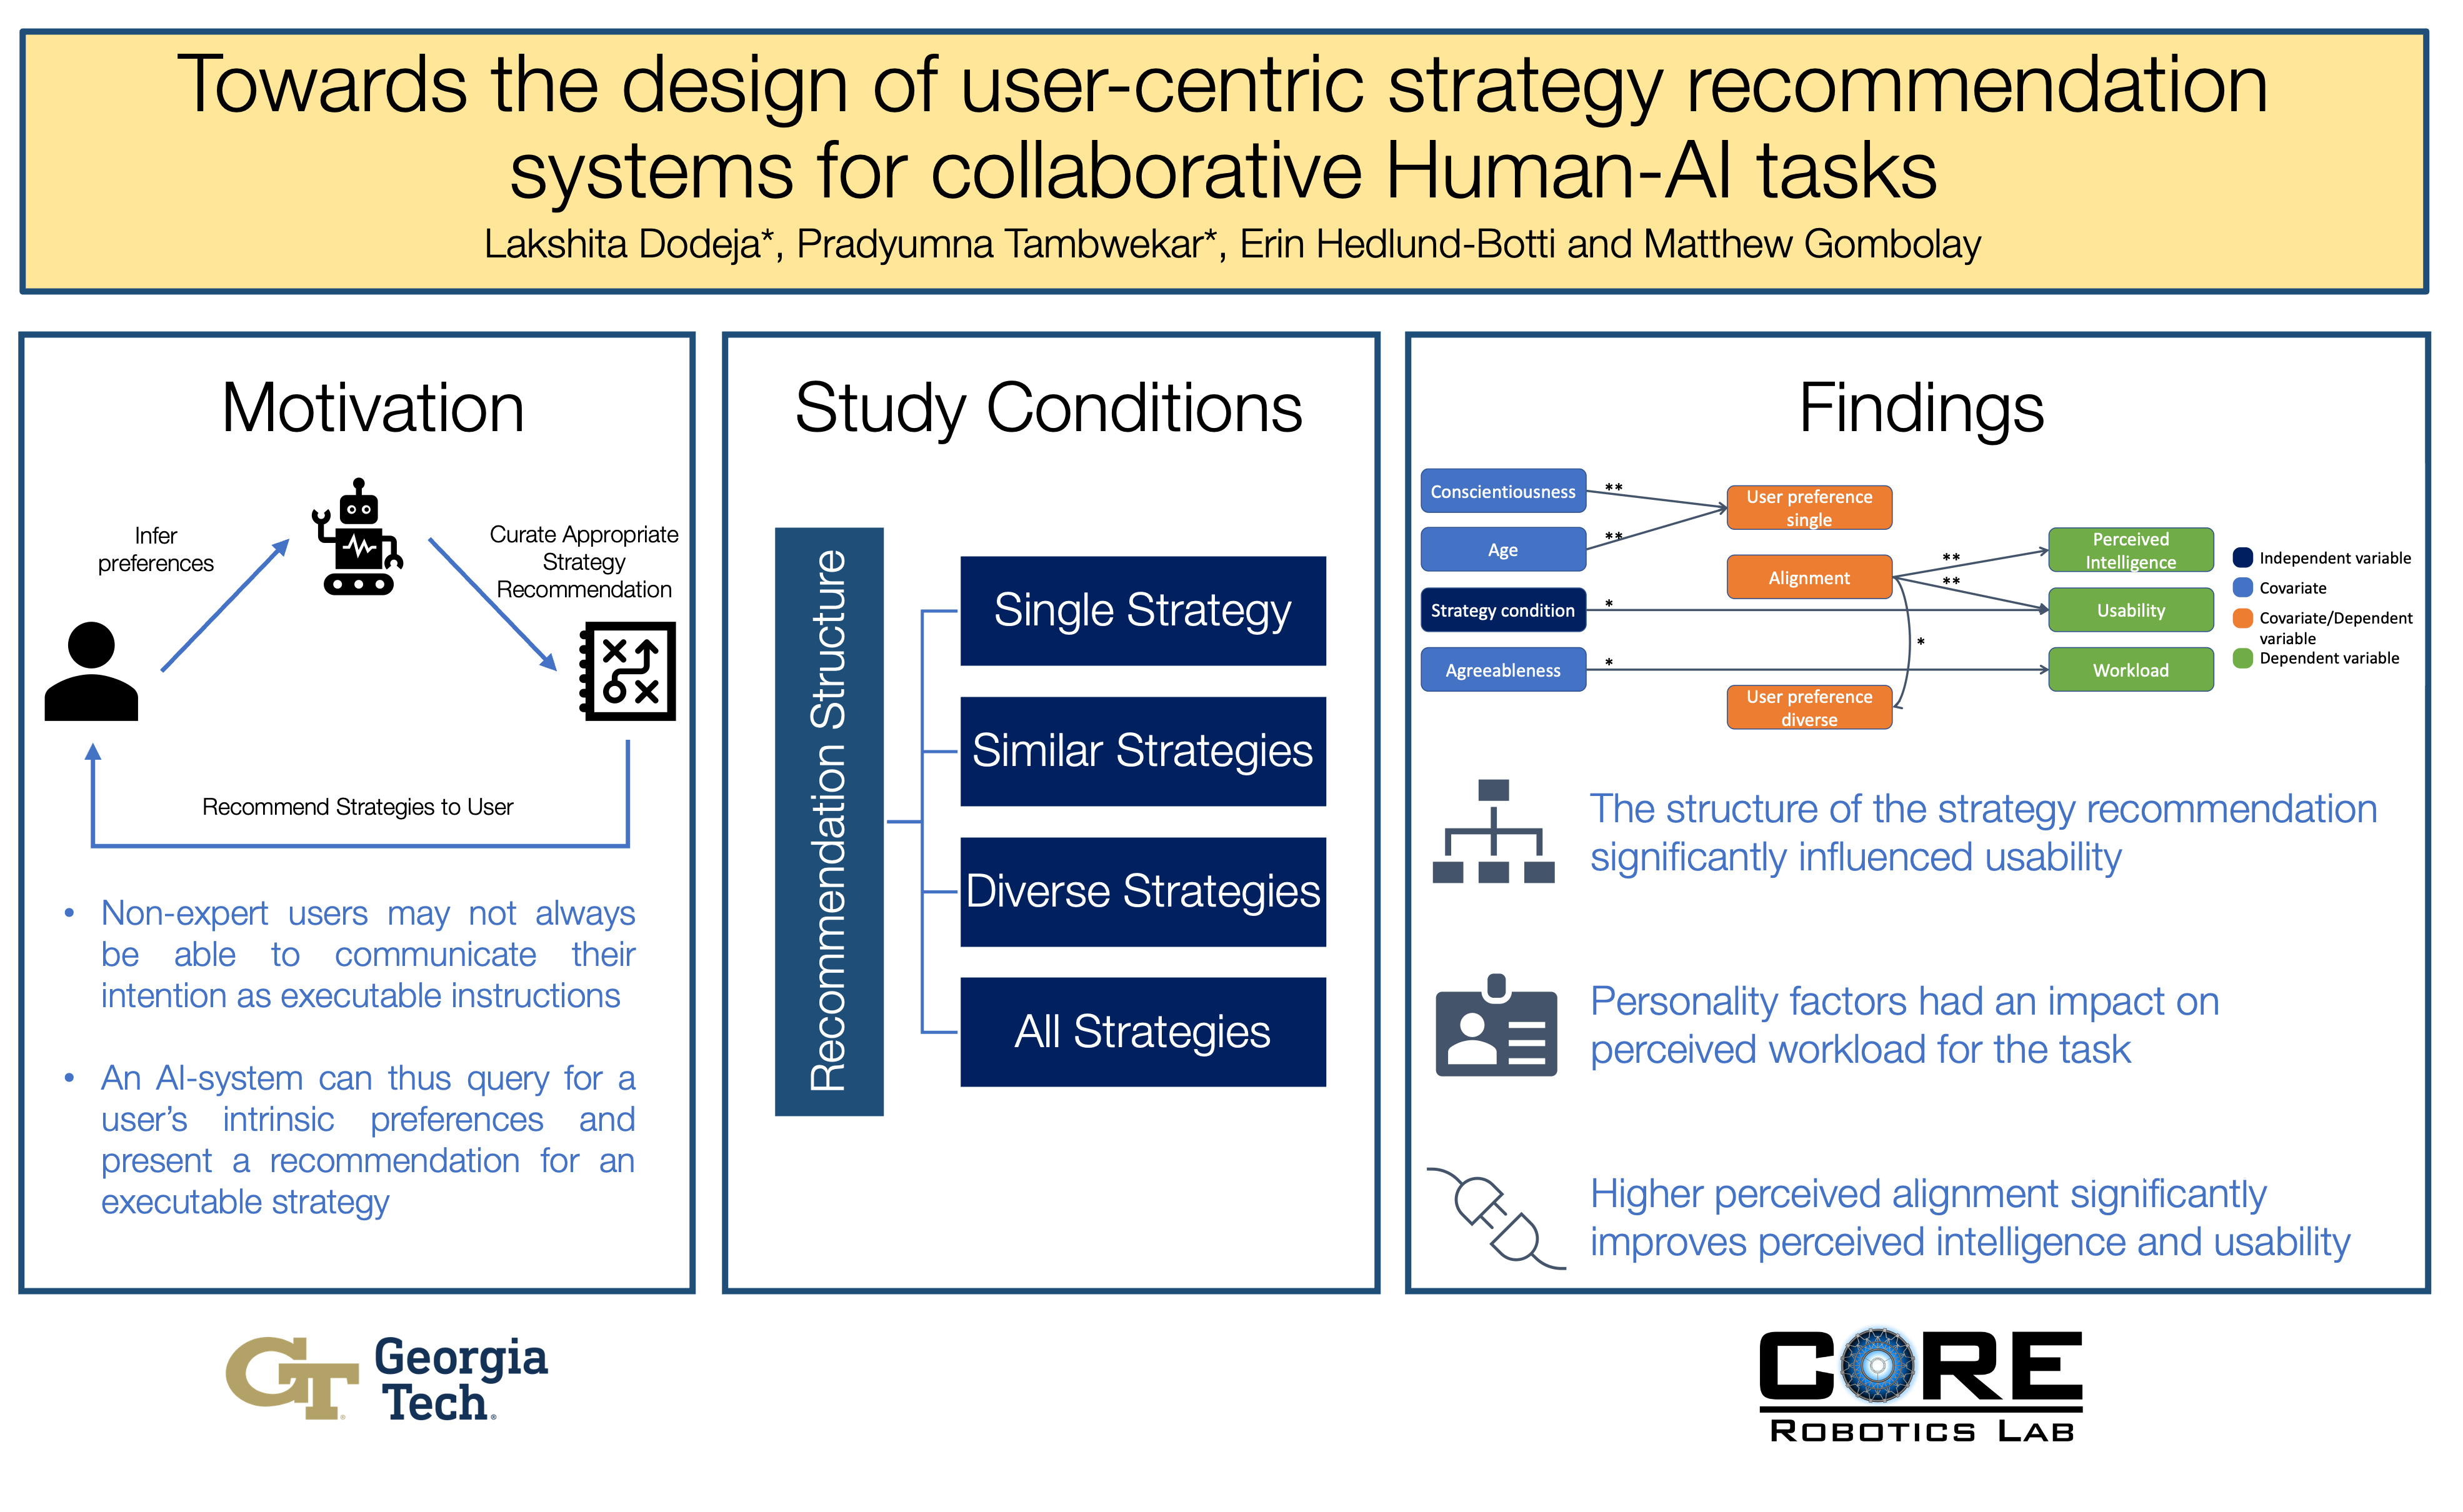 Towards the design of user-centric strategy recommendation
systems for collaborative Human-AI tasks
Lakshita Dodeja*, Pradyumna Tambwekar*, Erin Hedlund-Botti and Matthew Gombolay
Motivation
Infer
preferences
Curate Appropriate
Strategy
Recommendation
Recommend Strategies to User
• Non-expert users may not always
be able to communicate their
intention as executable instructions
• An AI-system can thus query for a
user's intrinsic preferences and
present a recommendation for an
executable strategy
Study Conditions
Recommendation Structure
Single Strategy
Similar Strategies
Diverse Strategies
All Strategies
Findings
Conscientiousness
**
Age
**
Strategy condition
*
Agreeableness
*
User preference
single
Alignment
**
**
*
User preference
diverse
Perceived
Intelligence
Usability
Workload
Independent variable
Covariate
Covariate/Dependent
variable
Dependent variable
The structure of the strategy recommendation
significantly influenced usability
Personality factors had an impact on
perceived workload for the task
Higher perceived alignment significantly
improves perceived intelligence and usability
GT
Georgia
Tech®
CORE
ROBOTICS LAB